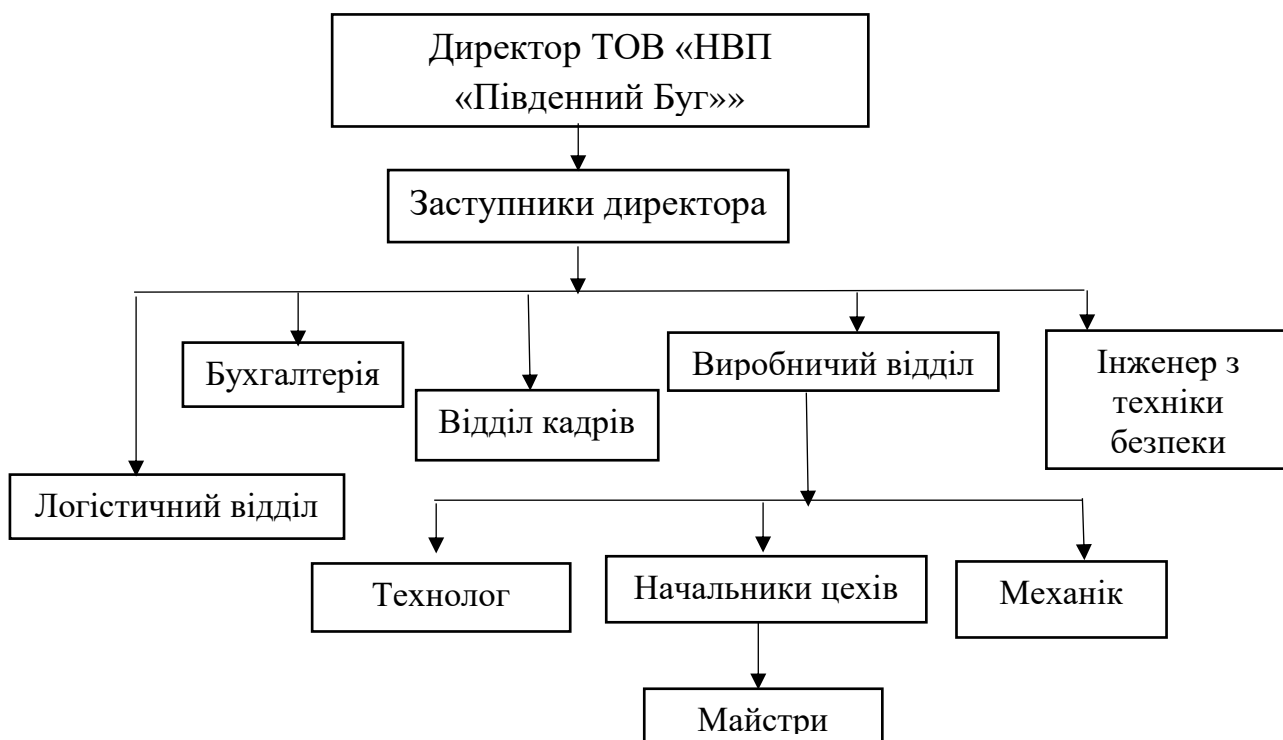 Директор ТОВ «НВП
«Південний Буг»»
Заступники директора
Бухгалтерія
Відділ кадрів
Виробничий відділ
Інженер з
техніки
безпеки
Логістичний відділ
Технолог
Начальники цехів
Механік
Майстри